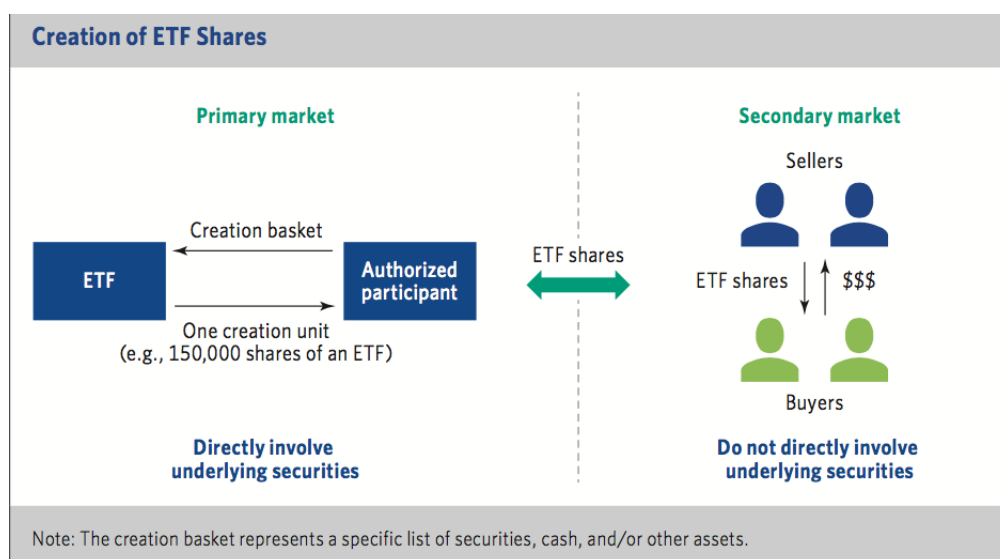 Creation of ETF Shares
Primary market
Creation basket
ETF
Authorized
participant
One creation unit
(e.g., 150,000 shares of an ETF)
Directly involve
underlying securities
ETF shares
Secondary market
Sellers
ETF shares
$$$
Buyers
Do not directly involve
underlying securities
Note: The creation basket represents a specific list of securities, cash, and/or other assets.